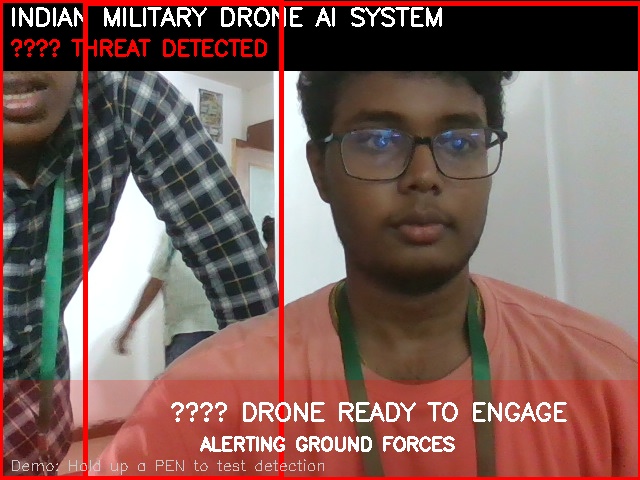 INDIAN MILITARY DRONE AI SYSTEM
???? THREAT DETECTED
???? DRONE READY TO ENGAGE
ALERTING GROUND FORCES
Demo: Hold up a PEN to test detection